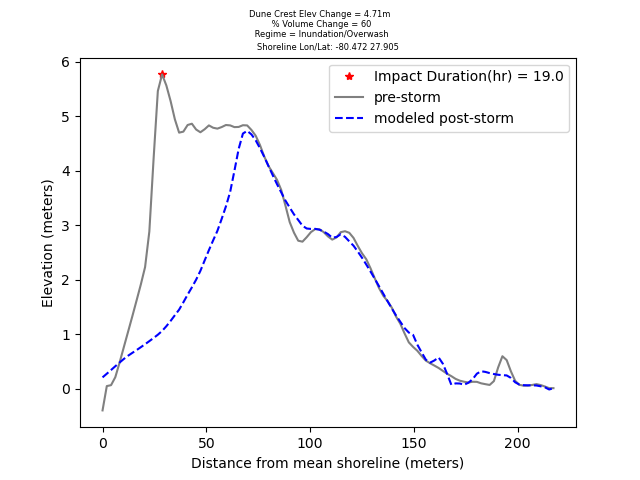 Dune Crest Elev Change = 4.71m
% Volume Change = 60
Regime = Inundation/Overwash
Shoreline Lon/Lat: -80.472 27.905
Impact Duration(hr) = 19.0
pre-storm
modeled post-storm
Elevation (meters)
6
5
4
3
2
1
0
0 50 100 150 200
Distance from mean shoreline (meters)